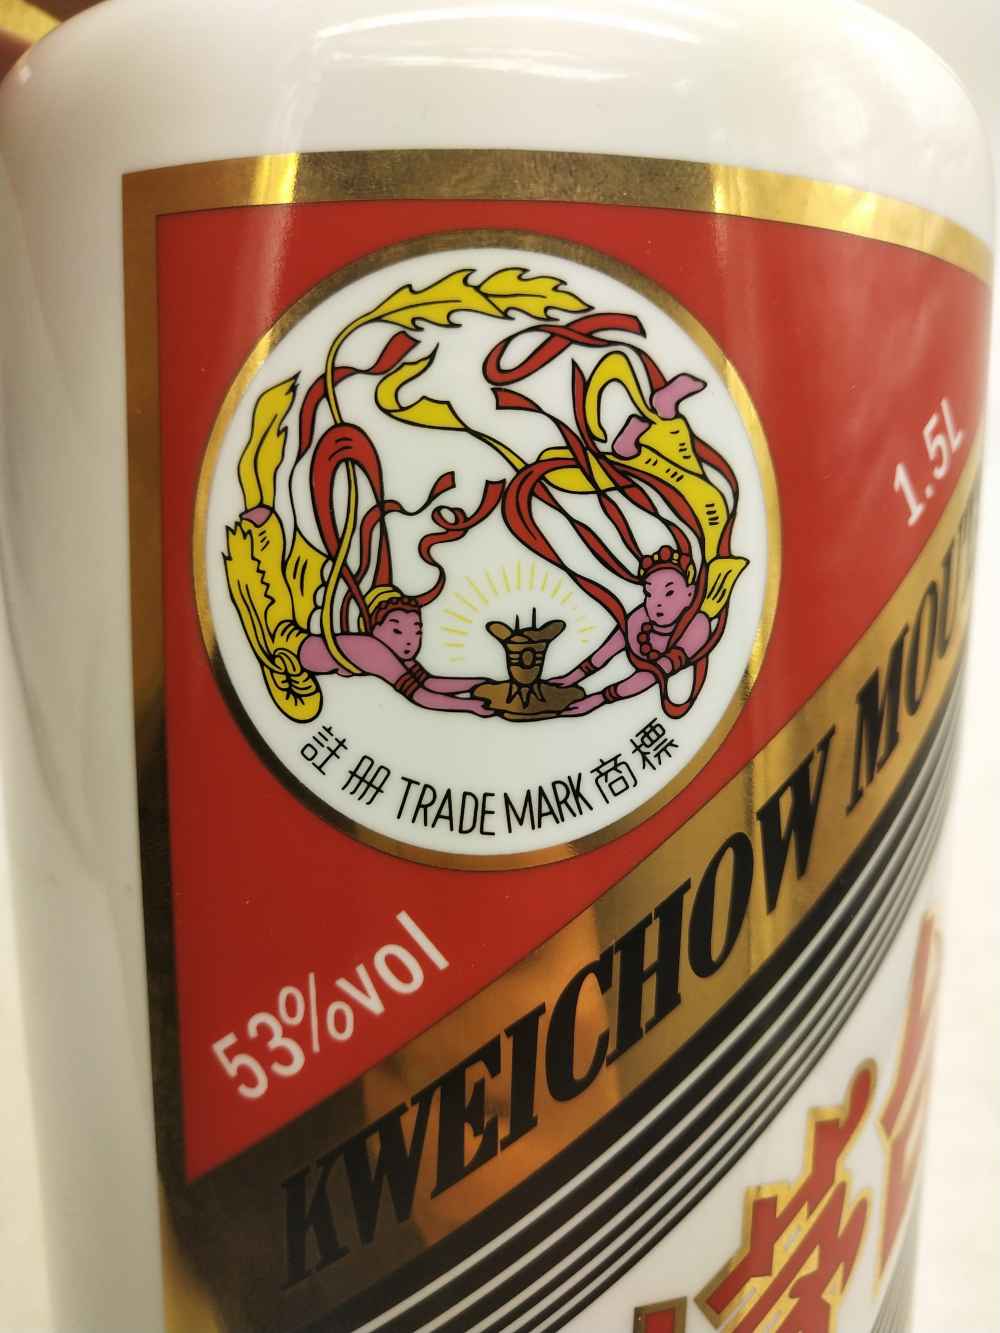 1.5L
註册 TRADE MARK 商標
53%vol
KWEICHOW MOU